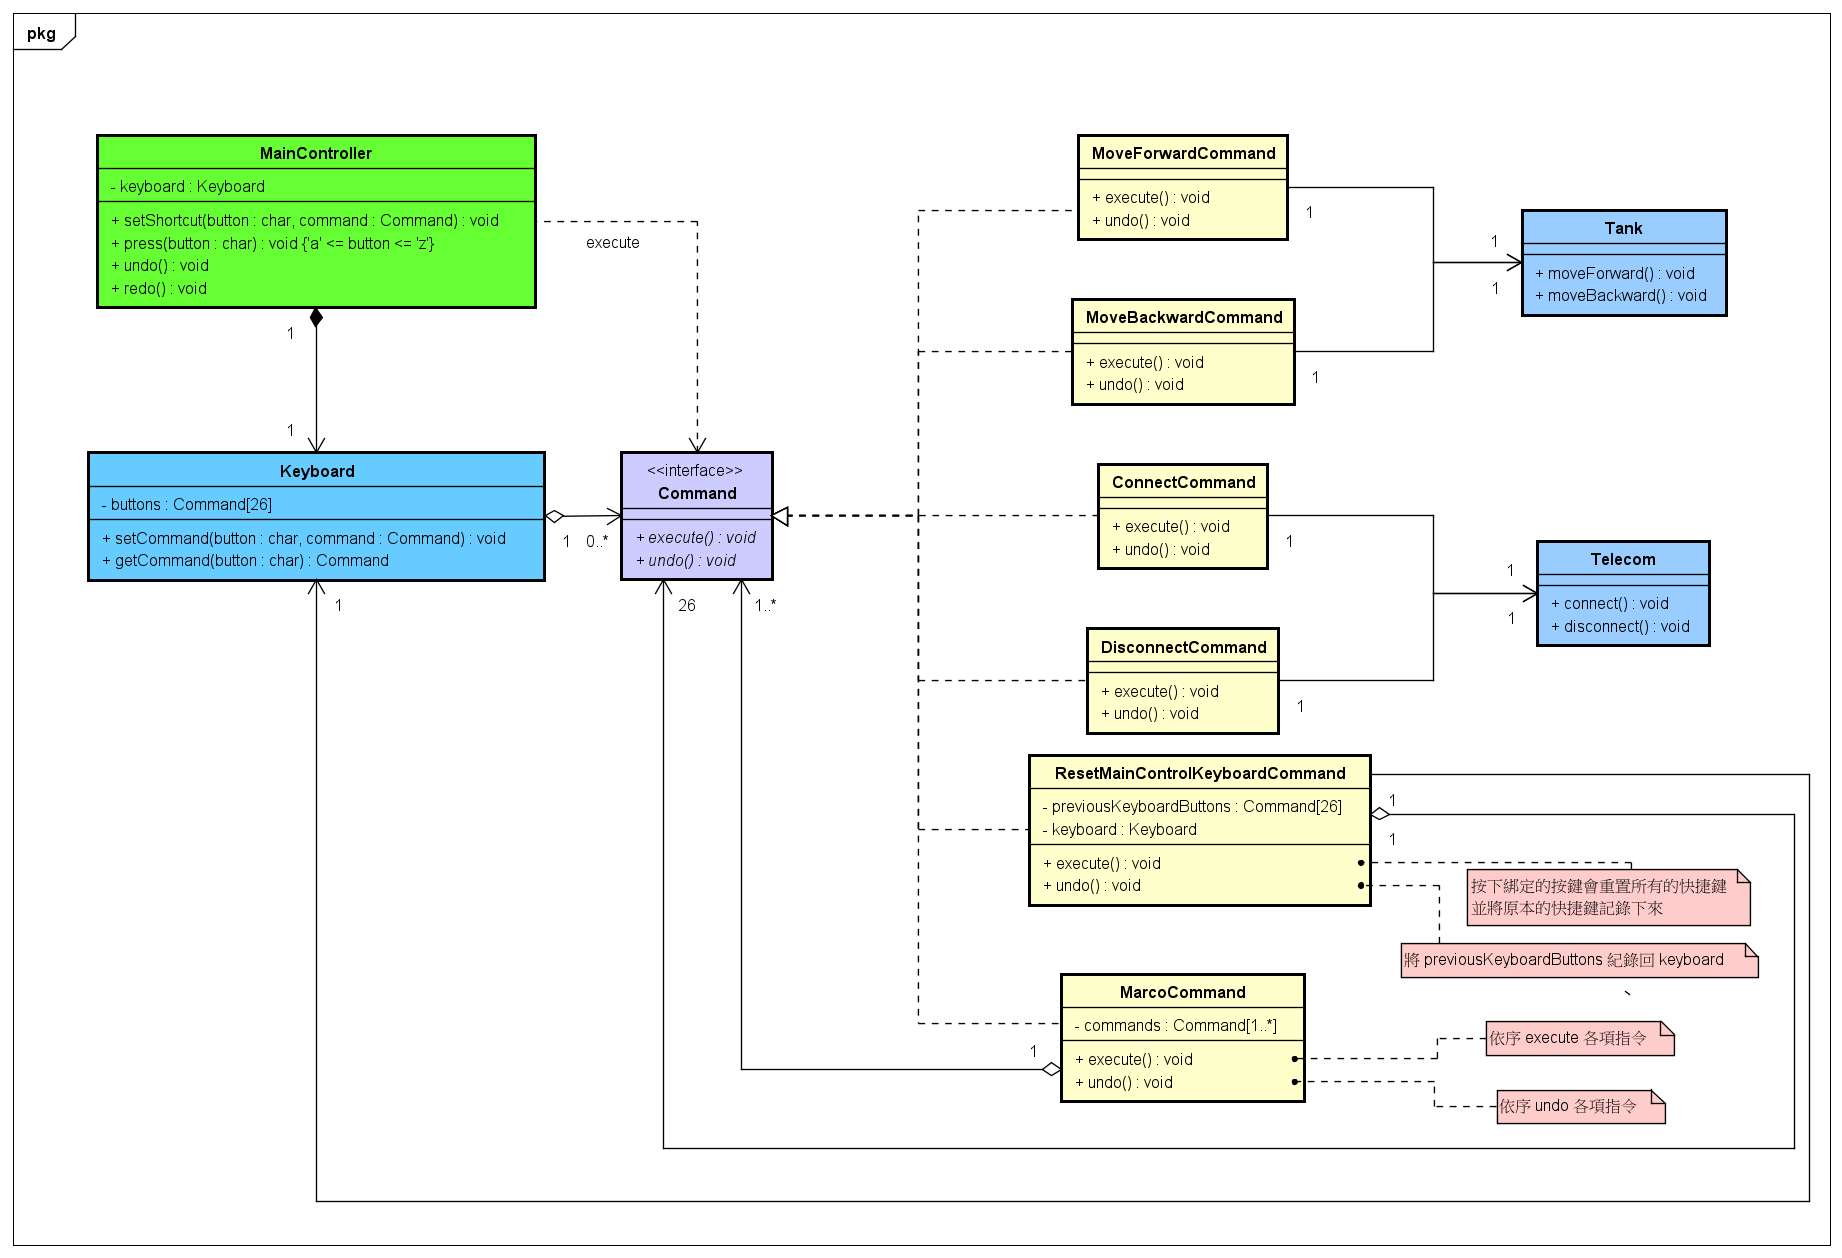 pkg
MainController
- keyboard : Keyboard
+ setShortcut(button : char, command : Command) : void
+ press(button : char) : void {'a' <= button <= 'z'}
+ undo() : void
+ redo() : void
execute
1
1
Keyboard
- buttons : Command[26]
+ setCommand(button : char, command : Command) : void
+ getCommand(button : char) : Command
1
1
0..*
<<interface>>
Command
+ execute() : void
+ undo() : void
26
1..*
MoveForwardCommand
+ execute() : void
+ undo() : void
1
1
Tank
+ moveForward() : void
+ moveBackward() : void
1
MoveBackwardCommand
+ execute() : void
+ undo() : void
1
ConnectCommand
+ execute() : void
+ undo() : void
1
1
Telecom
+ connect() : void
+ disconnect() : void
1
DisconnectCommand
+ execute() : void
+ undo() : void
1
ResetMainControlKeyboardCommand
- previousKeyboardButtons : Command[26]
- keyboard : Keyboard
+ execute() : void
+ undo() : void
1
1
按下綁定的按鍵會重置所有的快捷鍵
並將原本的快捷鍵記錄下來
將 previousKeyboardButtons 紀錄回 keyboard
、
MarcoCommand
- commands : Command[1..*]
+ execute() : void
+ undo() : void
1
依序 execute 各項指令
依序 undo 各項指令